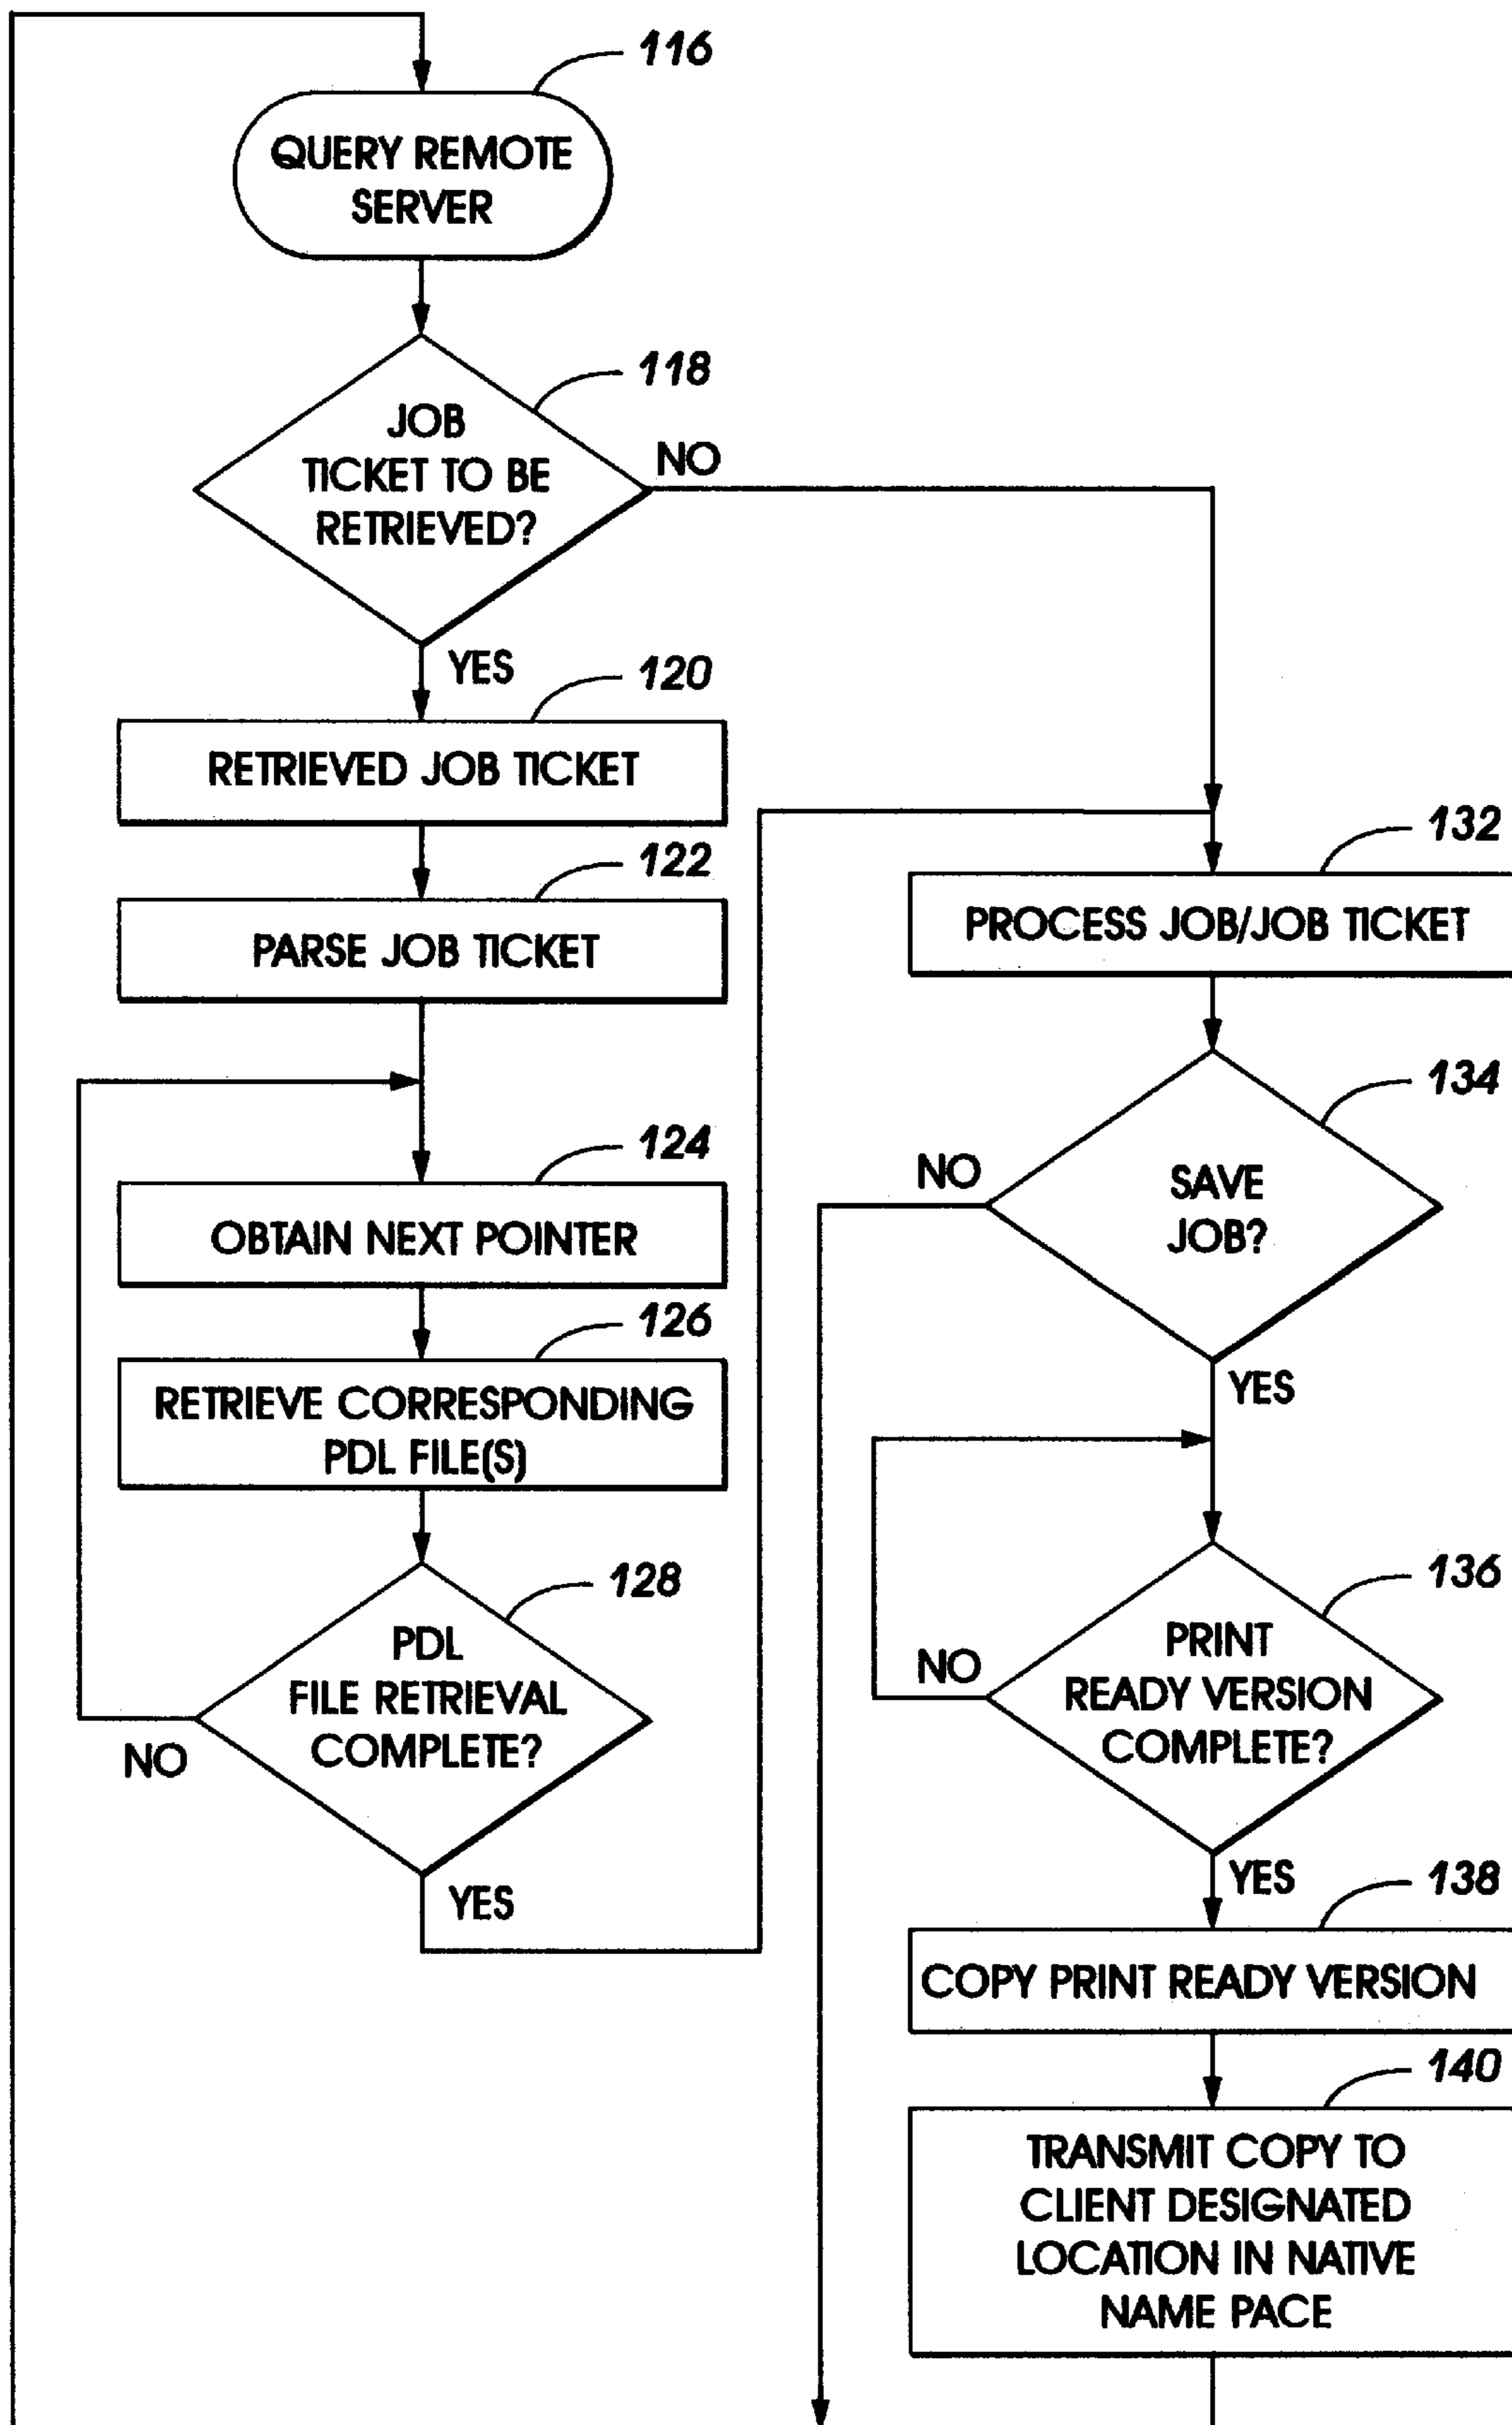 116
QUERY REMOTE
SERVER
118
JOB
TICKET TO BE
RETRIEVED?
NO
YES
120
RETRIEVED JOB TICKET
122
PARSE JOB TICKET
124
OBTAIN NEXT POINTER
126
RETRIEVE CORRESPONDING
PDL FILE(S)
128
PDL
FILE RETRIEVAL
COMPLETE?
NO
YES
132
PROCESS JOB/JOB TICKET
134
SAVE
JOB?
NO
YES
136
PRINT
READY VERSION
COMPLETE?
NO
YES
138
COPY PRINT READY VERSION
140
TRANSMIT COPY TO
CLIENT DESIGNATED
LOCATION IN NATIVE
NAME PACE